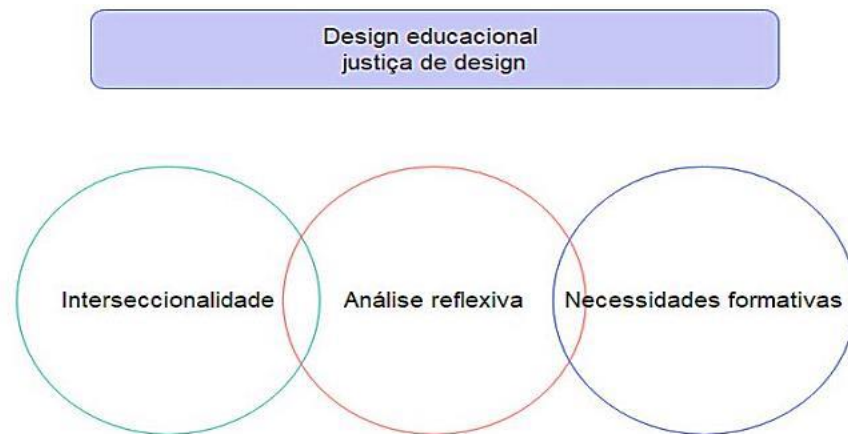 Design educacional
justiça de design
Interseccionalidade
Análise reflexiva
Necessidades formativas